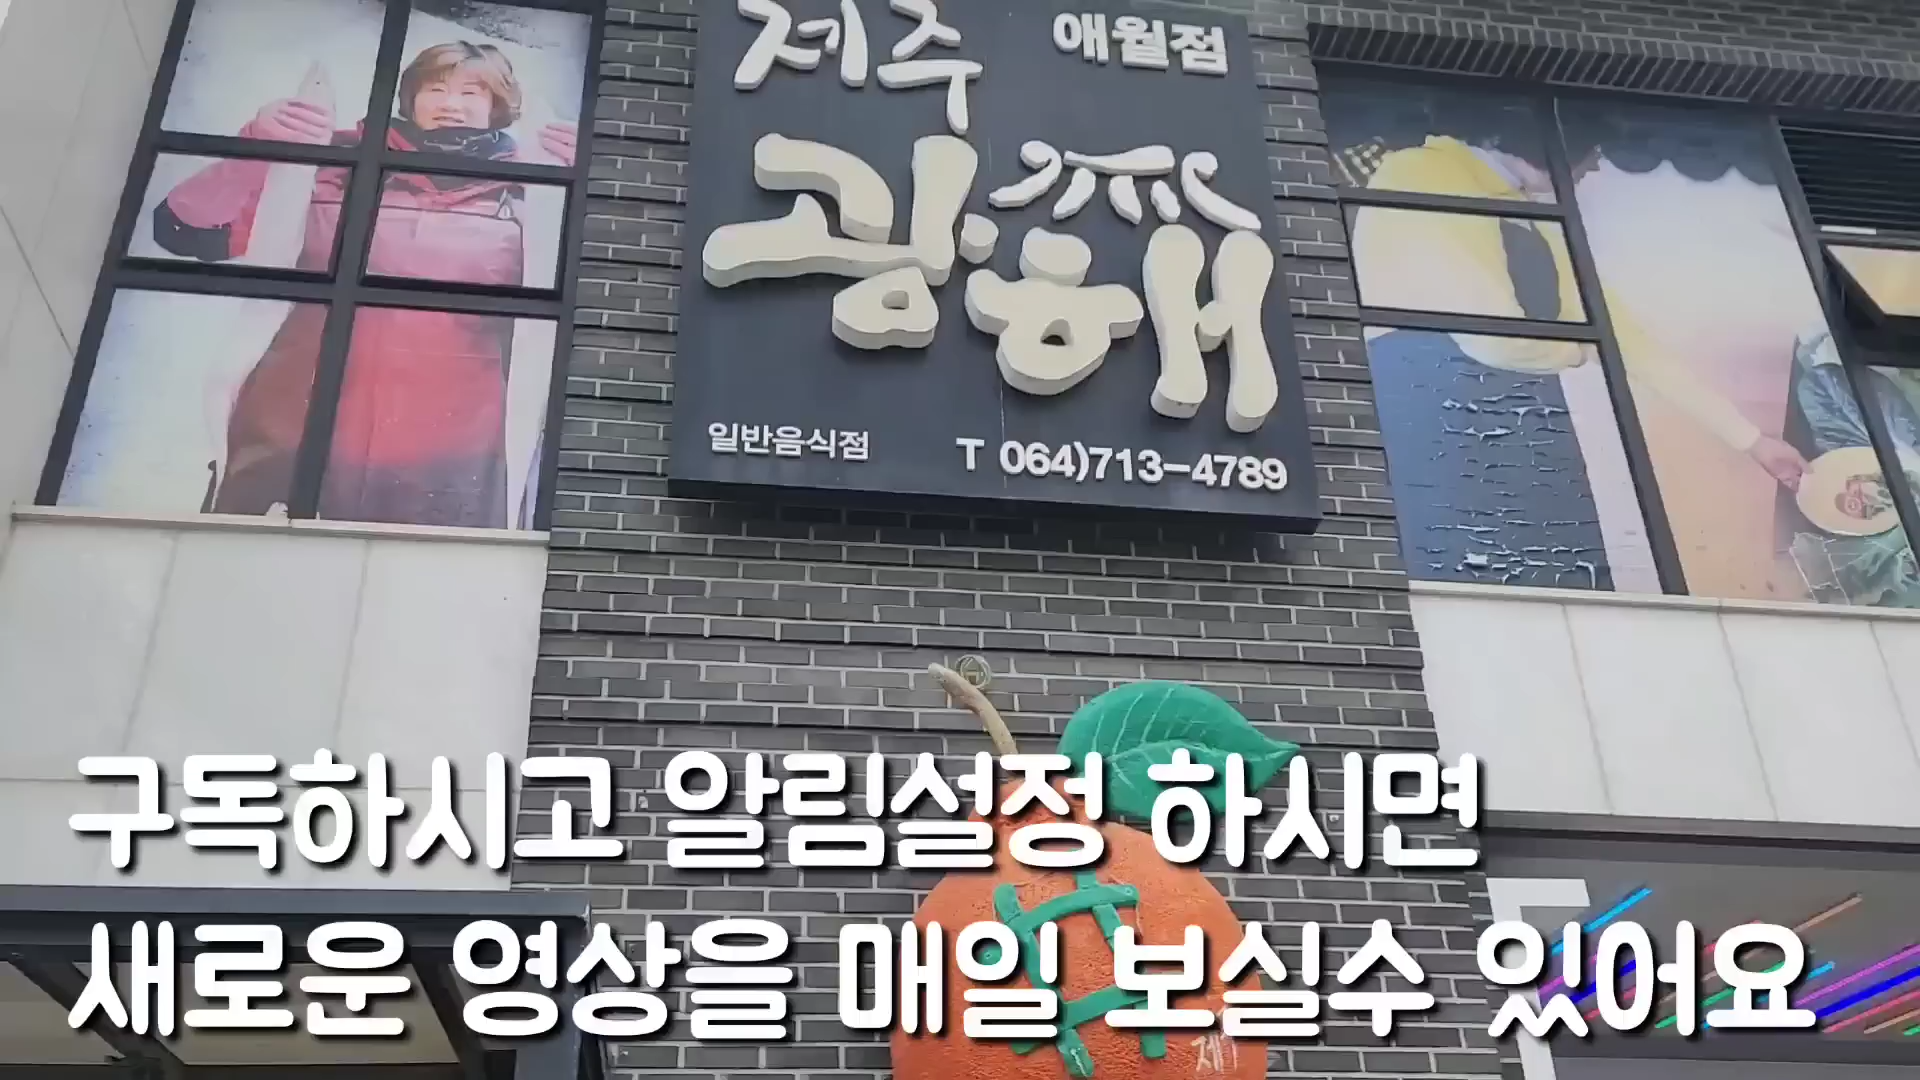 제주
애월점
광해
일반음식점
T 064)713-4789
구독하시고 알림설정 하시면
새로운 영상을 매일 보실수 있어요